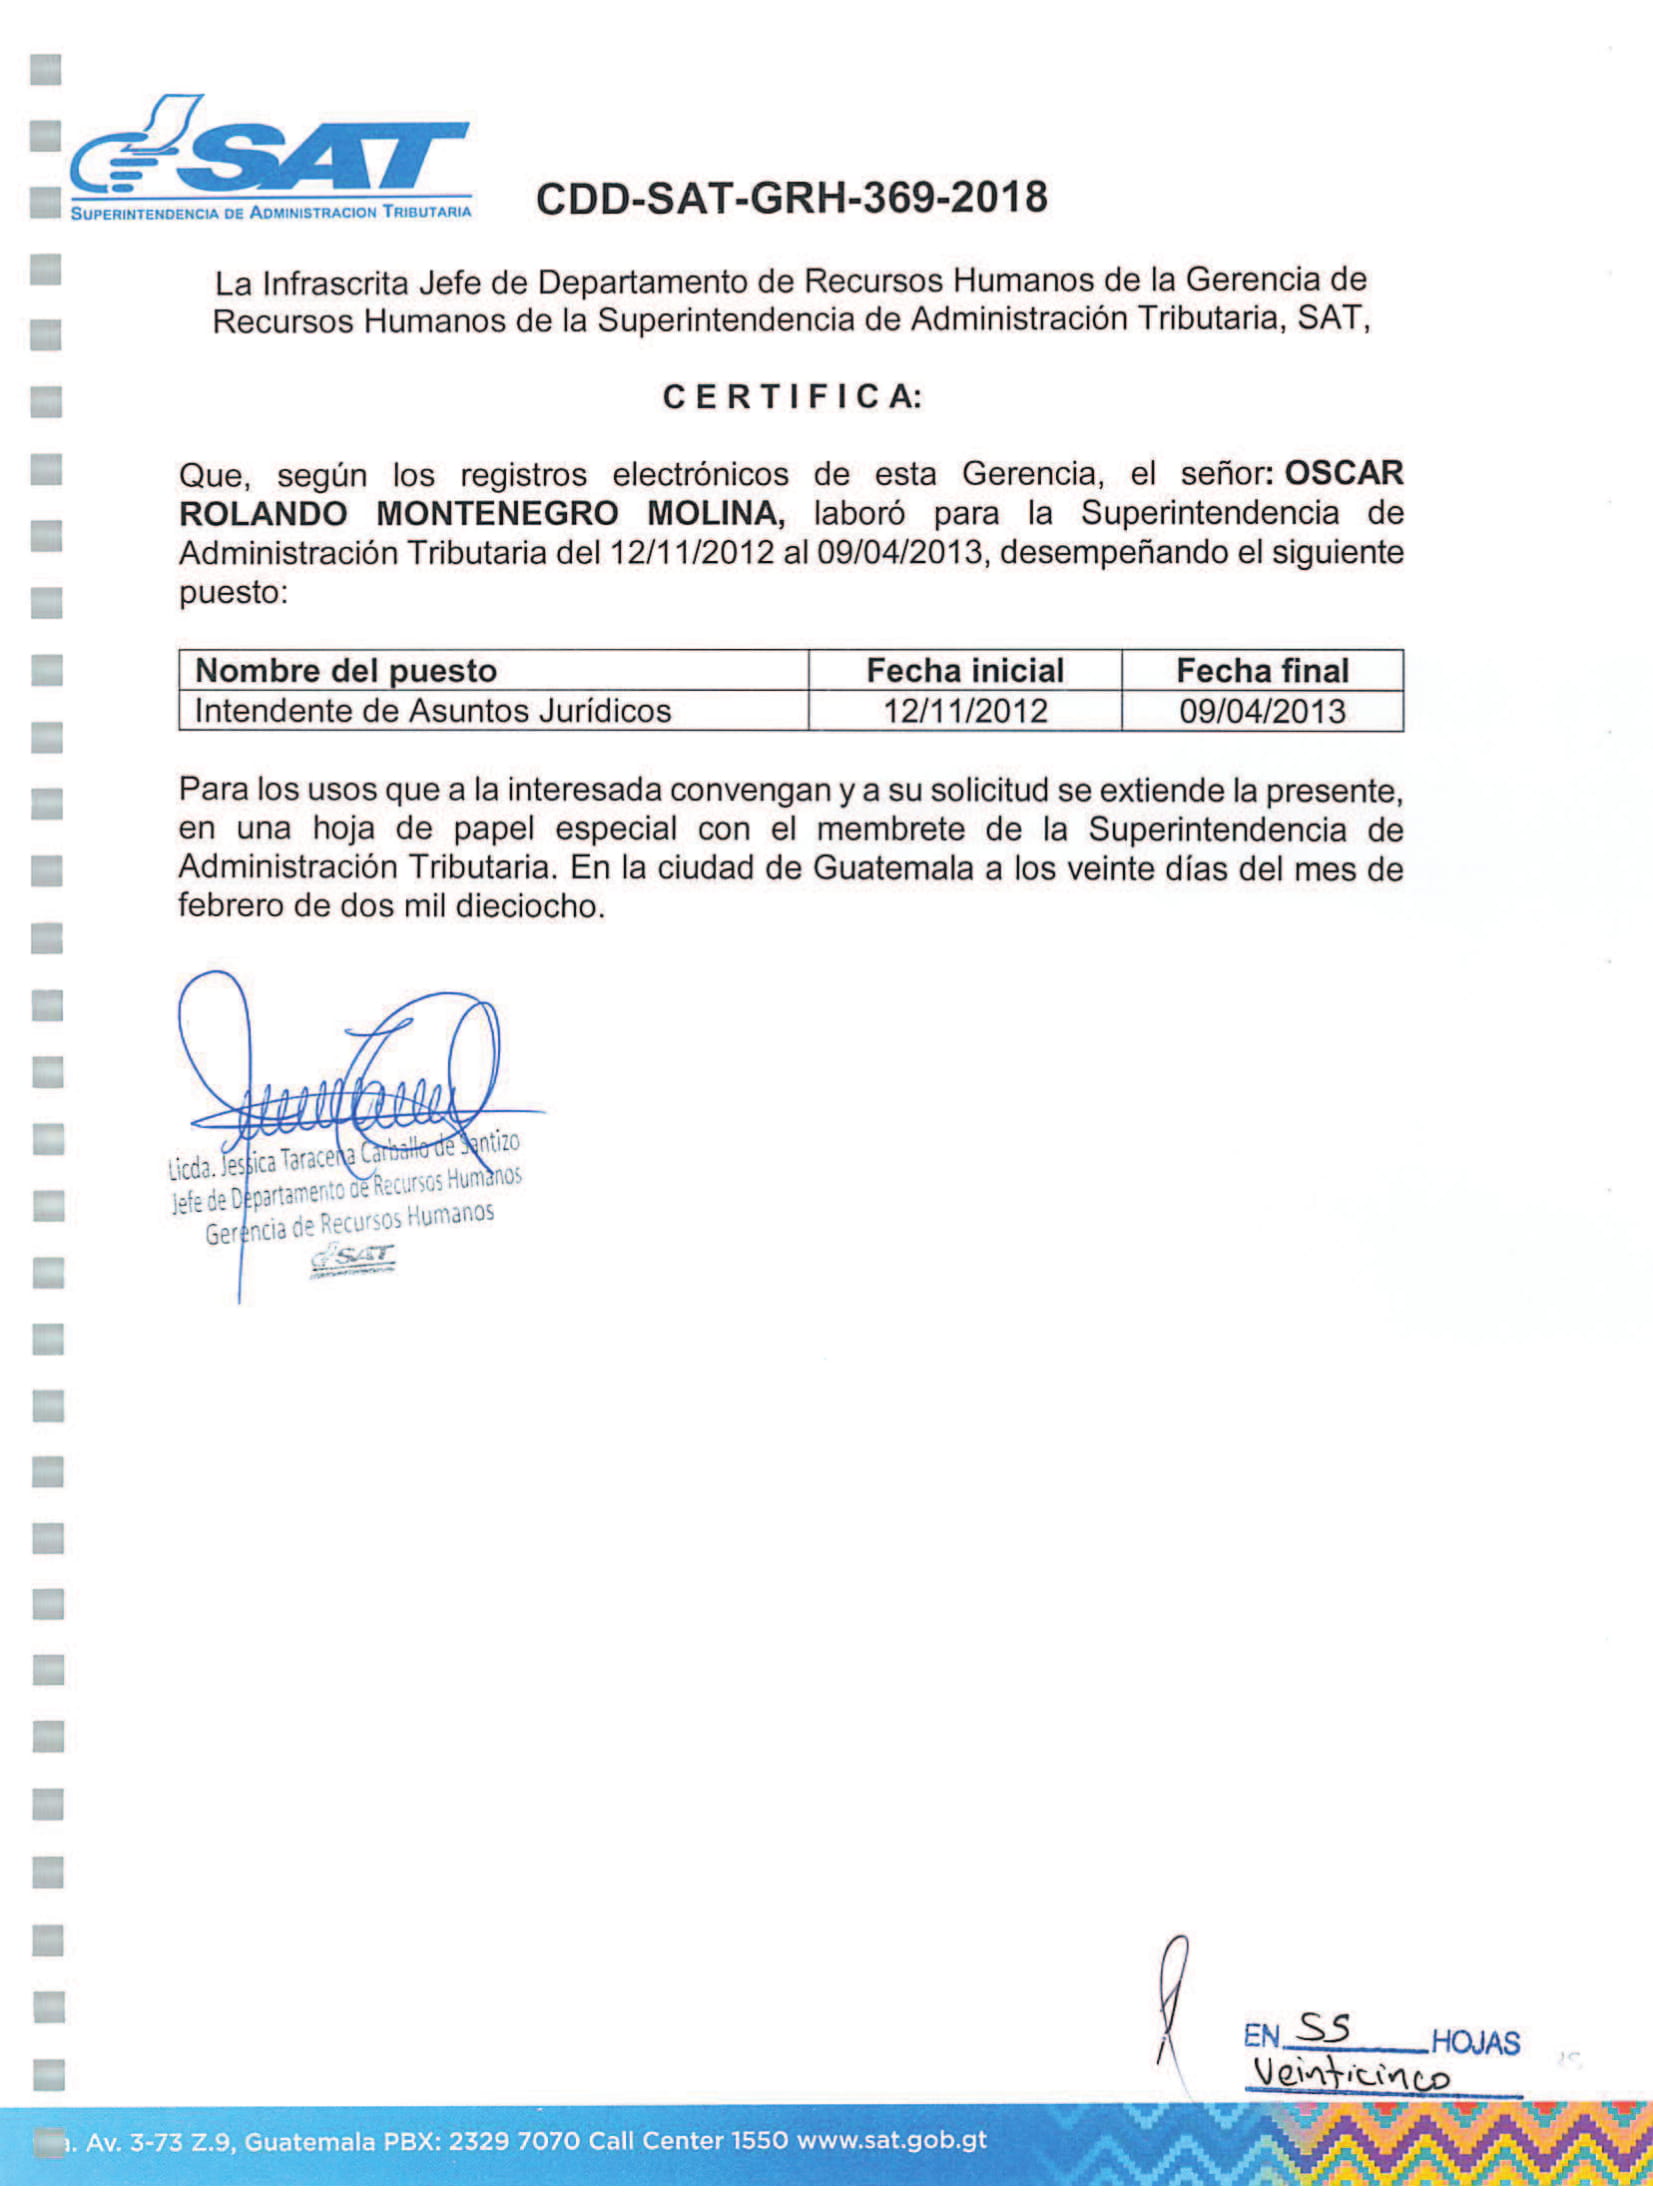 SAT
SUPERINTENDENCIA DE ADMINISTRACION TRIBUTARIA
CDD-SAT-GRH-369-2018
La Infrascrita Jefe de Departamento de Recursos Humanos de la Gerencia de
Recursos Humanos de la Superintendencia de Administración Tributaria, SAT,
C E R T I F I C A:
Que, según los registros electrónicos de esta Gerencia, el señor: OSCAR
ROLANDO MONTENEGRO MOLINA, laboró para la Superintendencia de
Administración Tributaria del 12/11/2012 al 09/04/2013, desempeñando el siguiente
puesto:
Nombre del puesto Fecha inicial Fecha final
Intendente de Asuntos Jurídicos 12/11/2012 09/04/2013
Para los usos que a la interesada convengan y a su solicitud se extiende la presente,
en una hoja de papel especial con el membrete de la Superintendencia de
Administración Tributaria. En la ciudad de Guatemala a los veinte días del mes de
febrero de dos mil dieciocho.
Licda. Jessica Taracena Carballo de Santizo
Jefe de Departamento de Recursos Humanos
Gerencia de Recursos Humanos
SAT
EN SS HOJAS
Veinticinco
a. Av. 3-73 Z.9, Guatemala PBX: 2329 7070 Call Center 1550 www.sat.gob.gt